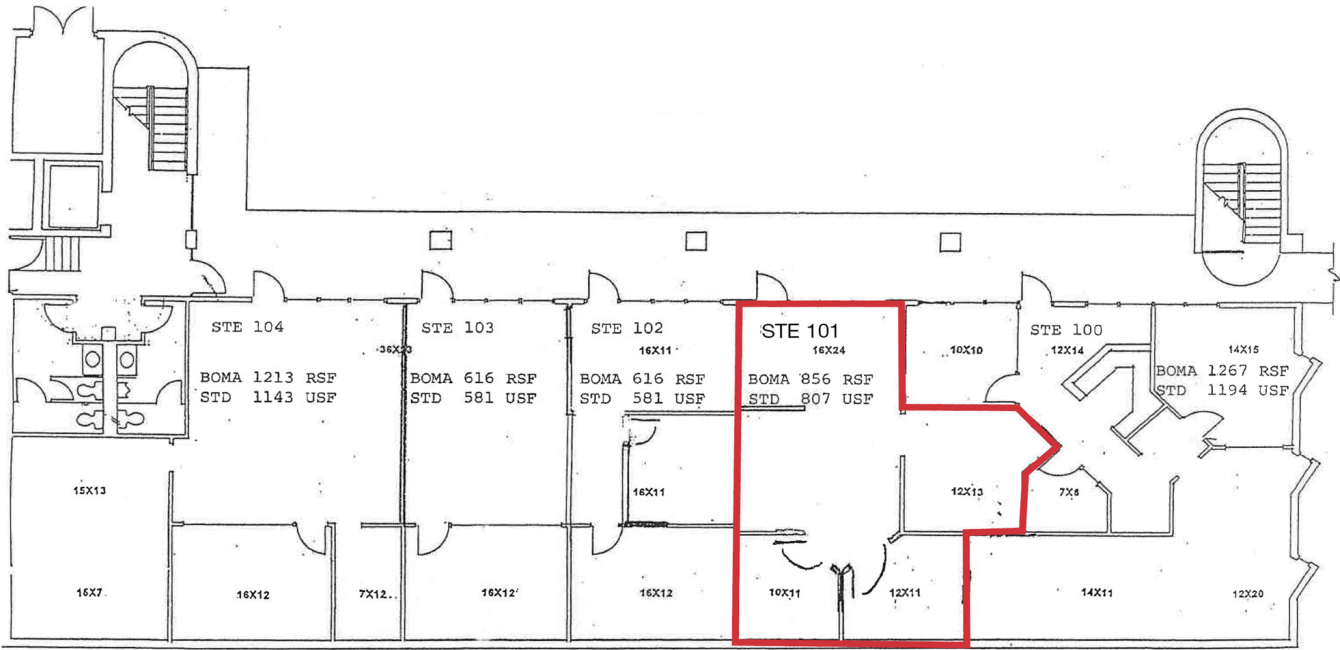 STE 104
STE 103
STE 102
STE 101
STE 100
36X23
16X11
16X24
10X10
12X14
14X15
BOMA 1213 RSF
STD 1143 USF
BOMA 616 RSF
STD 581 USF
BOMA 616 RSF
STD 581 USF
BOMA 856 RSF
STD 807 USF
BOMA 1267 RSF
STD 1194 USF
15X13
16X11
12X13
15X7
16X12
7X12
16X12
16X12
10X11
12X11
14X11
12X20